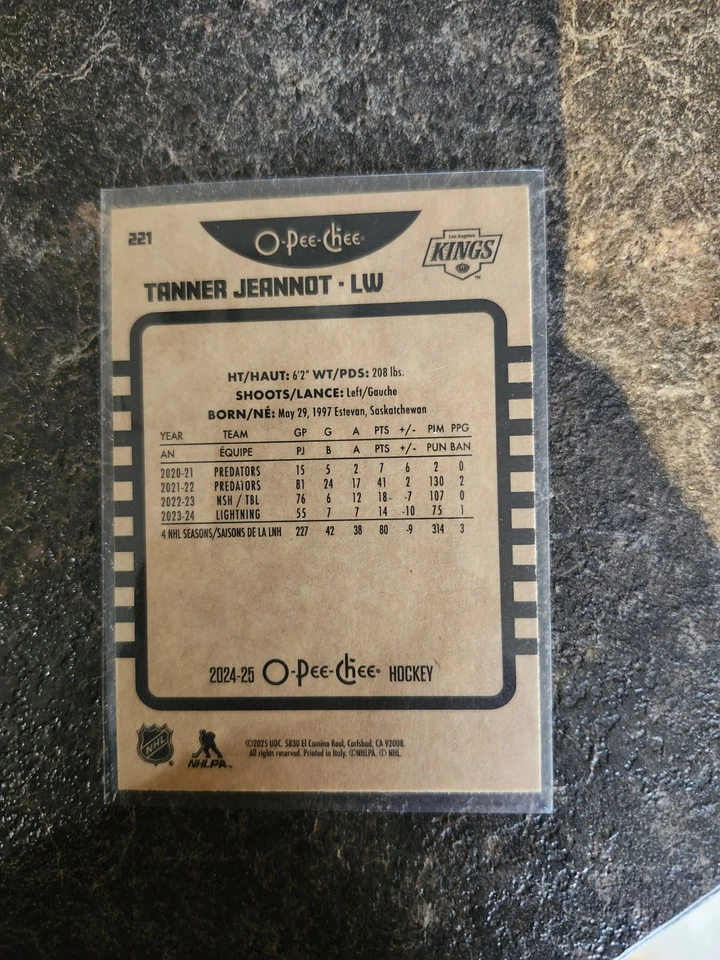 221
O-Pee-Chee
Los Angeles
KINGS
TANNER JEANNOT · LW
HT/HAUT: 6'2" WT/PDS: 208 lbs.
SHOOTS/LANCE: Left/Gauche
BORN/NÉ: May 29, 1997 Estevan, Saskatchewan
YEAR TEAM GP G A PTS +/- PIM PPG
AN ÉQUIPE PJ B A PTS +/- PUN BAN
2020-21 PREDATORS 15 5 2 7 6 2 0
2021-22 PREDATORS 81 24 17 41 2 130 2
2022-23 NSH / TBL 76 6 12 18 -7 107 0
2023-24 LIGHTNING 55 7 7 14 -10 75 1
4 NHL SEASONS/SAISONS DE LA LNH 227 42 38 80 -9 314 3
2024-25 O-Pee-Chee® HOCKEY
NHL
NHLPA™
©2025 UDC. 5830 El Camino Real, Carlsbad, CA 92008.
All rights reserved. Printed in Italy. ©NHLPA. © NHL.